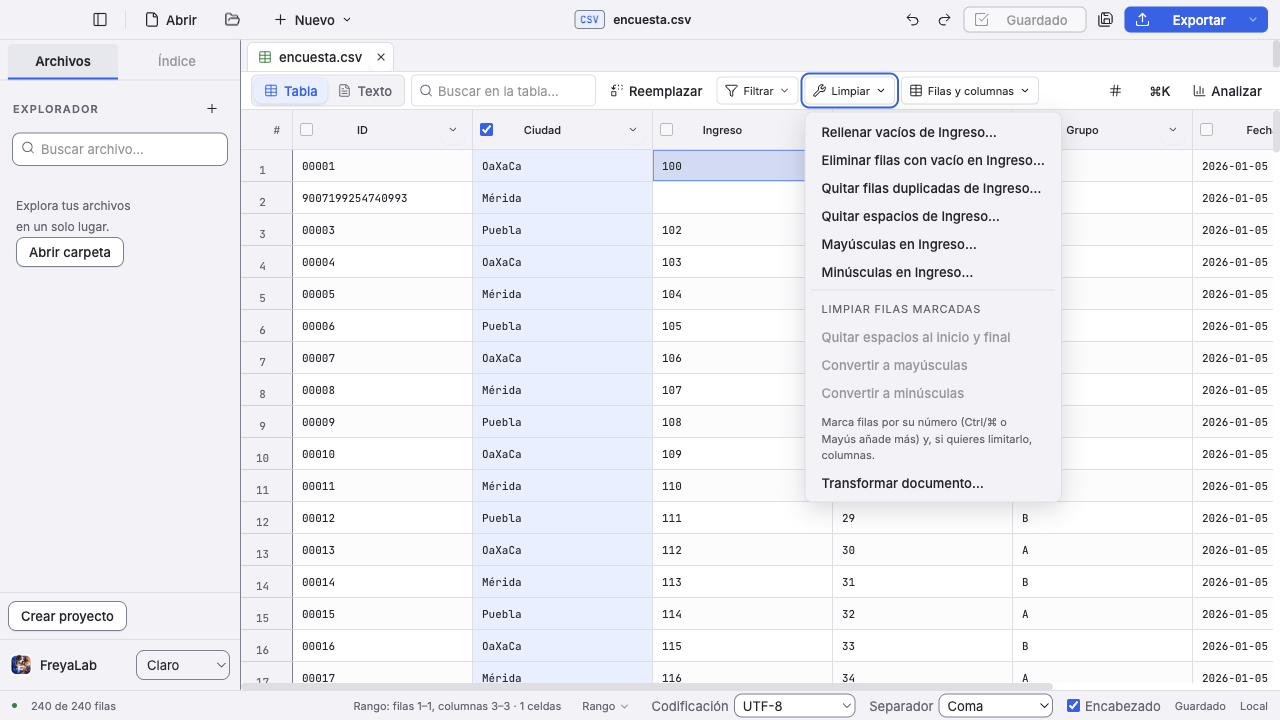 Abrir
Nuevo
CSV
encuesta.csv
Guardado
Exportar
Archivos
Índice
encuesta.csv
Tabla
Texto
Buscar en la tabla...
Reemplazar
Filtrar
Limpiar
Filas y columnas
#
⌘K
Analizar
EXPLORADOR
Buscar archivo...
Explora tus archivos
en un solo lugar.
Abrir carpeta
Crear proyecto
FreyaLab
Claro
# ID Ciudad Ingreso Grupo Fech
1 00001 OaXaCa 100 2026-01-05
2 9007199254740993 Mérida 2026-01-05
3 00003 Puebla 102 2026-01-05
4 00004 OaXaCa 103 2026-01-05
5 00005 Mérida 104 2026-01-05
6 00006 Puebla 105 2026-01-05
7 00007 OaXaCa 106 2026-01-05
8 00008 Mérida 107 2026-01-05
9 00009 Puebla 108 2026-01-05
10 00010 OaXaCa 109 2026-01-05
11 00011 Mérida 110 2026-01-05
12 00012 Puebla 111 29 B 2026-01-05
13 00013 OaXaCa 112 30 A 2026-01-05
14 00014 Mérida 113 31 B 2026-01-05
15 00015 Puebla 114 32 A 2026-01-05
16 00016 OaXaCa 115 33 B 2026-01-05
17 00017 Mérida 116 34 A 2026-01-05
Rellenar vacíos de Ingreso...
Eliminar filas con vacío en Ingreso...
Quitar filas duplicadas de Ingreso...
Quitar espacios de Ingreso...
Mayúsculas en Ingreso...
Minúsculas en Ingreso...
LIMPIAR FILAS MARCADAS
Quitar espacios al inicio y final
Convertir a mayúsculas
Convertir a minúsculas
Marca filas por su número (Ctrl/⌘ o
Mayús añade más) y, si quieres limitarlo,
columnas.
Transformar documento...
240 de 240 filas
Rango: filas 1–1, columnas 3–3 · 1 celdas
Rango
Codificación
UTF-8
Separador
Coma
Encabezado
Guardado
Local